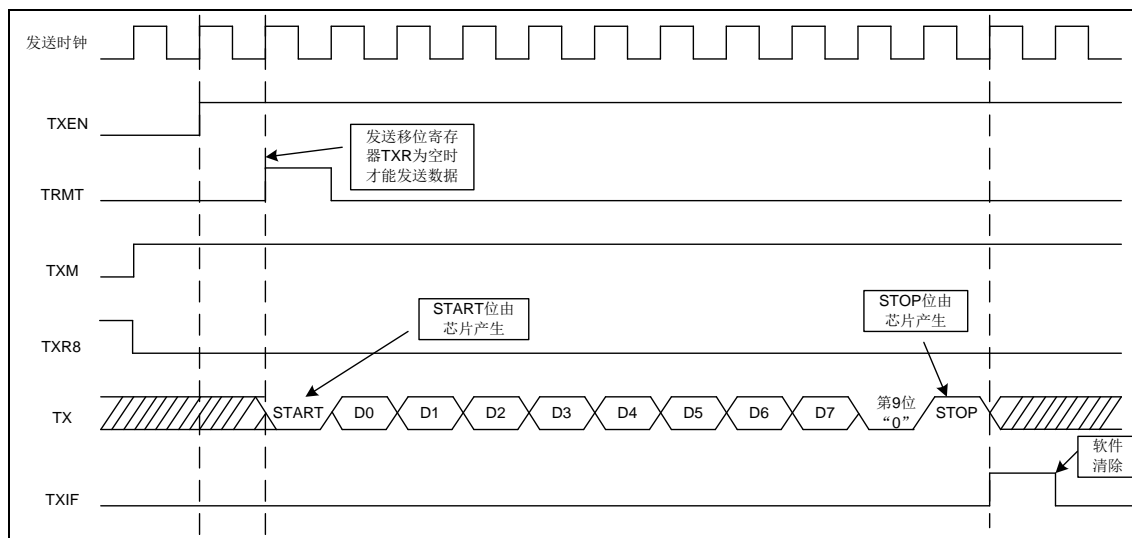 发送时钟
TXEN
发送移位寄存
器TXR为空时
才能发送数据
TRMT
TXM
START位由
芯片产生
STOP位由
芯片产生
TXR8
TX
START
D0
D1
D2
D3
D4
D5
D6
D7
第9位
“0”
STOP
软件
清除
TXIF